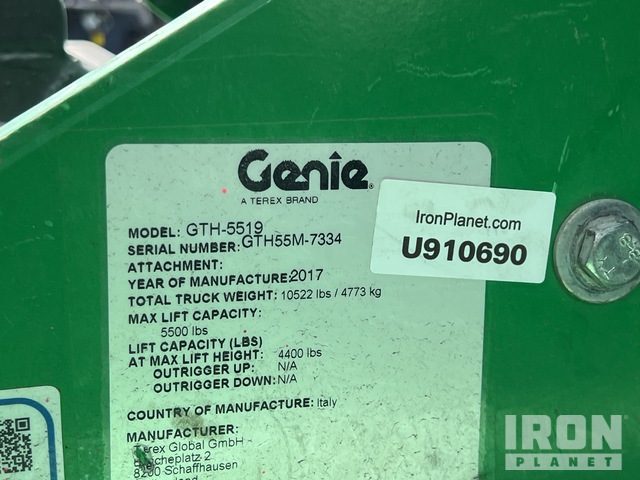 Genie®
A TEREX BRAND
MODEL: GTH-5519
SERIAL NUMBER: GTH55M-7334
ATTACHMENT:
YEAR OF MANUFACTURE: 2017
TOTAL TRUCK WEIGHT: 10522 lbs / 4773 kg
MAX LIFT CAPACITY:
5500 lbs
LIFT CAPACITY (LBS)
AT MAX LIFT HEIGHT: 4400 lbs
OUTRIGGER UP: N/A
OUTRIGGER DOWN: N/A
COUNTRY OF MANUFACTURE: Italy
MANUFACTURER:
Terex Global GmbH
2
8200 Schaffhausen
IronPlanet.com
U910690
IRON
PLANET